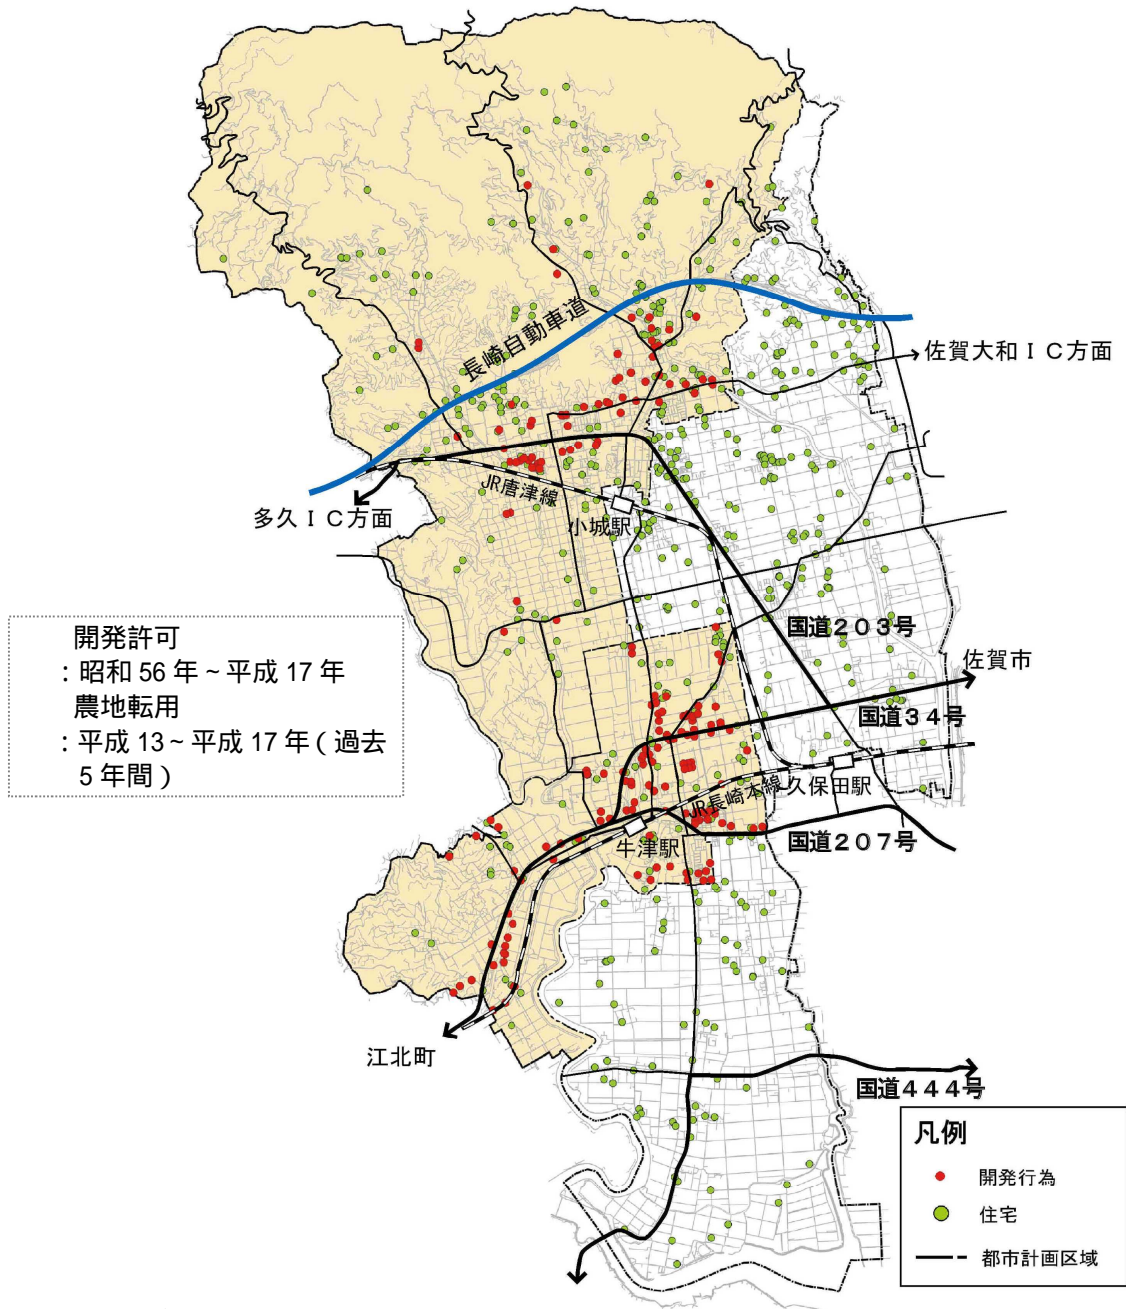 長崎自動車道
佐賀大和ＩＣ方面
JR唐津線
多久ＩＣ方面
小城駅
開発許可
：昭和 56 年～平成 17 年
農地転用
：平成 13～平成 17 年（過去
5 年間）
国道２０３号
佐賀市
国道３４号
JR長崎本線
久保田駅
牛津駅
国道２０７号
江北町
国道４４４号
凡例
開発行為
住宅
都市計画区域